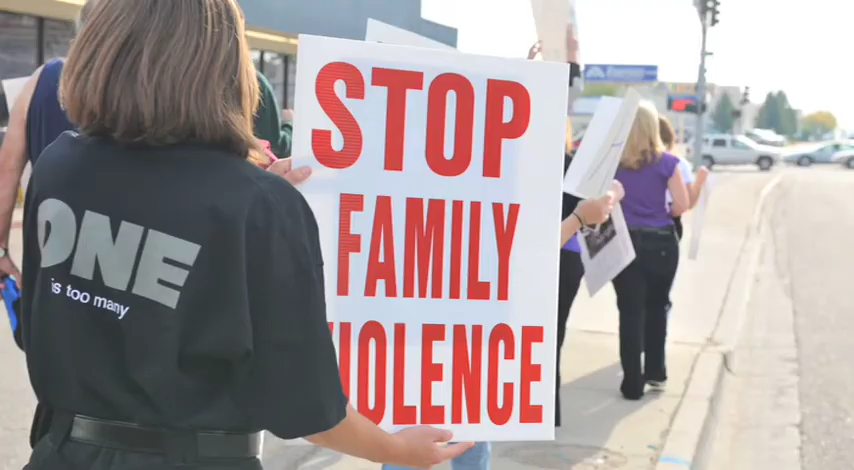 ONE
is too many
STOP
FAMILY
VIOLENCE